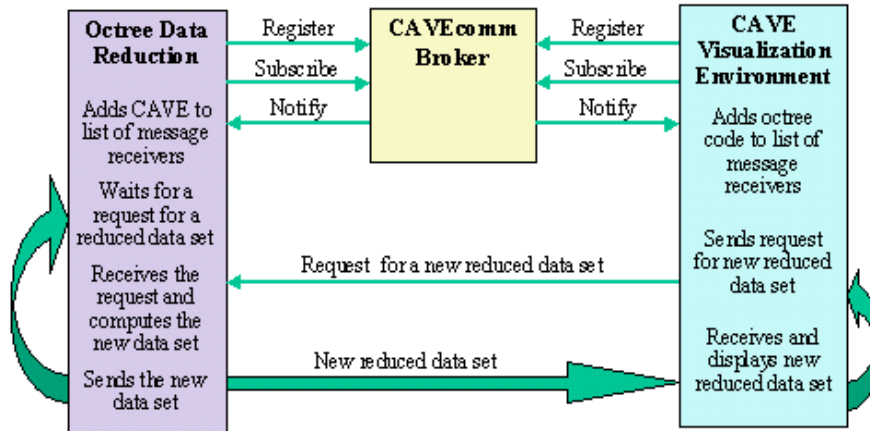 Octree Data
Reduction
Adds CAVE to
list of message
receivers
Waits for a
request for a
reduced data set
Receives the
request and
computes the
new data set
Sends the new
data set
Register
Subscribe
Notify
CAVEcomm
Broker
Register
Subscribe
Notify
Request for a new reduced data set
New reduced data set
CAVE
Visualization
Environment
Adds octree
code to list of
message
receivers
Sends request
for new reduced
data set
Receives and
displays new
reduced data set